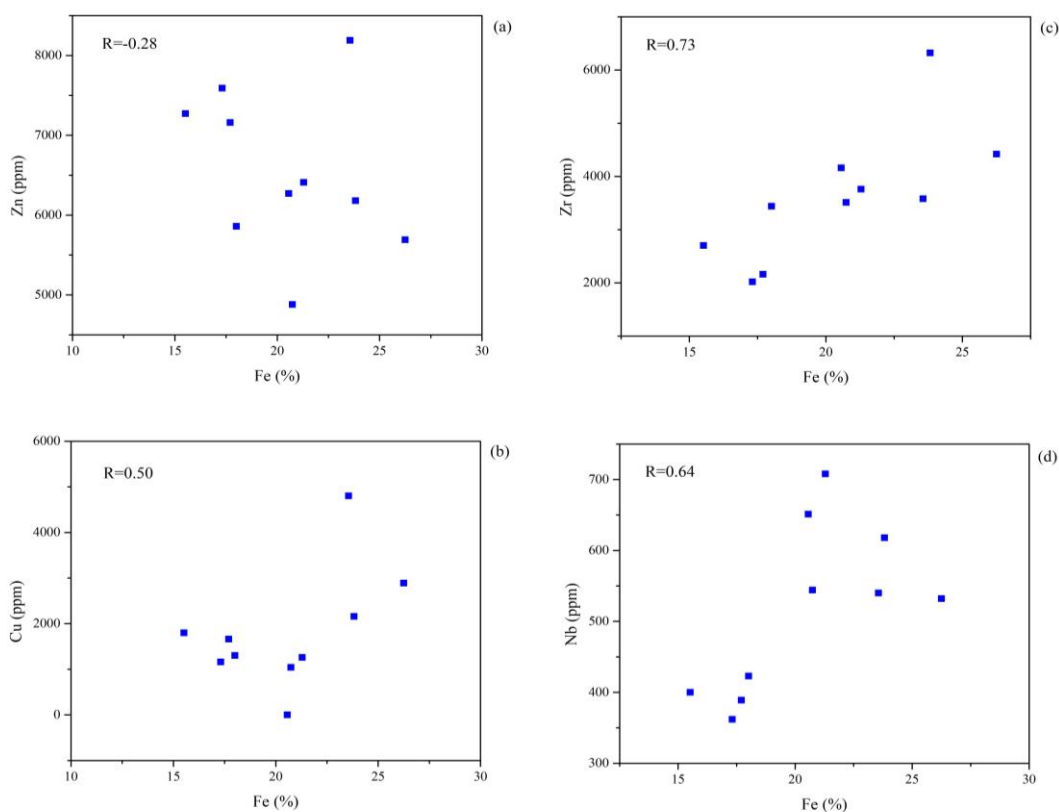 (a)
R=-0.28
8000
7000
6000
5000
Zn (ppm)
10 15 20 25 30
Fe (%)
(c)
R=0.73
6000
4000
2000
Zr (ppm)
15 20 25
Fe (%)
(b)
R=0.50
6000
4000
2000
0
Cu (ppm)
10 15 20 25 30
Fe (%)
(d)
R=0.64
700
600
500
400
300
Nb (ppm)
15 20 25 30
Fe (%)